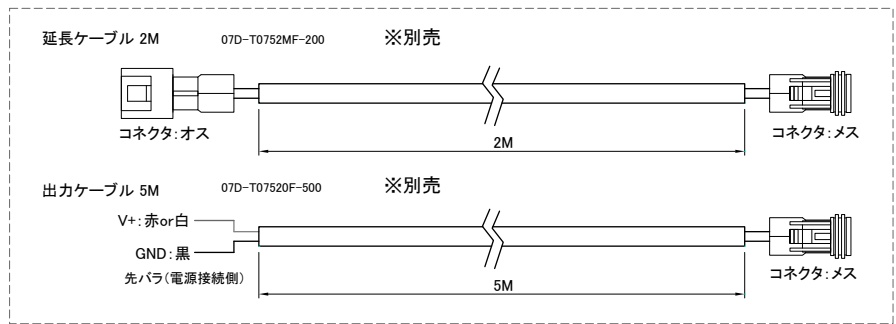 延長ケーブル 2M 07D-T0752MF-200 ※別売
コネクタ:オス
コネクタ:メス
2M
出力ケーブル 5M 07D-T07520F-500 ※別売
V+:赤or白
GND:黒
先バラ(電源接続側)
コネクタ:メス
5M